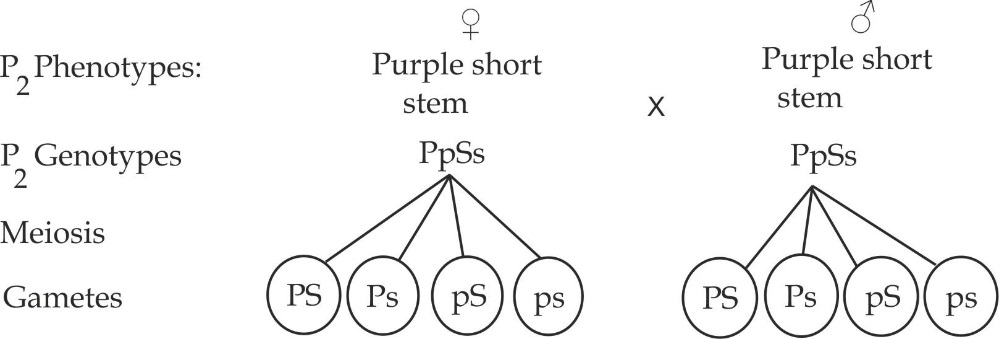 ♀ ♂
P2 Phenotypes: Purple short stem X Purple short stem
P2 Genotypes PpSs PpSs
Meiosis
Gametes PS Ps pS ps PS Ps pS ps